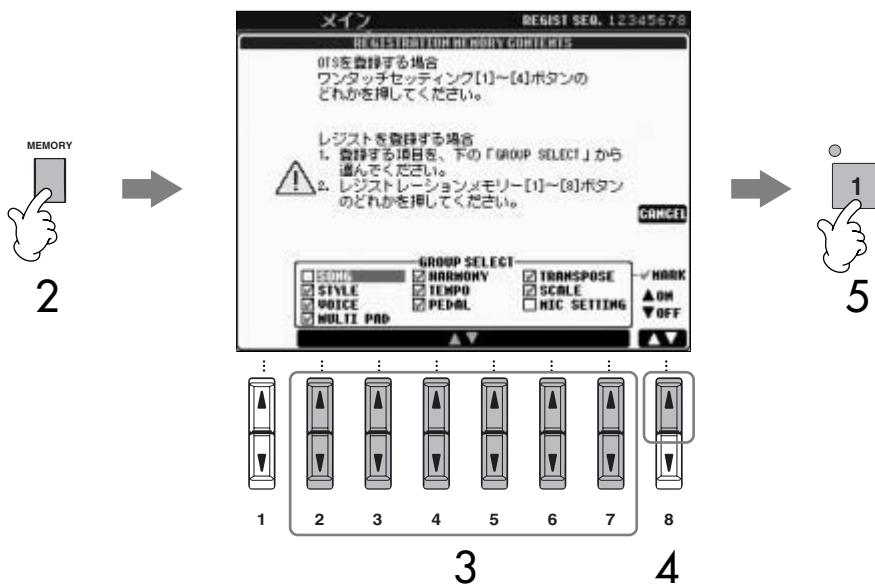 メイン REGIST SEQ. 12345678
REGISTRATION MEMORY CONTENTS
OTSを登録する場合
ワンタッチセッティング[1]~[4]ボタンの
どれかを押してください。
MEMORY
レジストを登録する場合
1. 登録する項目を、下の「GROUP SELECT」から
選んでください。
2. レジストレーションメモリー[1]~[8]ボタン
のどれかを押してください。
1
CANCEL
2
5
GROUP SELECT
SONG HARMONY TRANSPOSE MARK
STYLE TEMPO SCALE ▲ON
VOICE PEDAL MIC SETTING ▼OFF
MULTI PAD
1 2 3 4 5 6 7 8
3 4